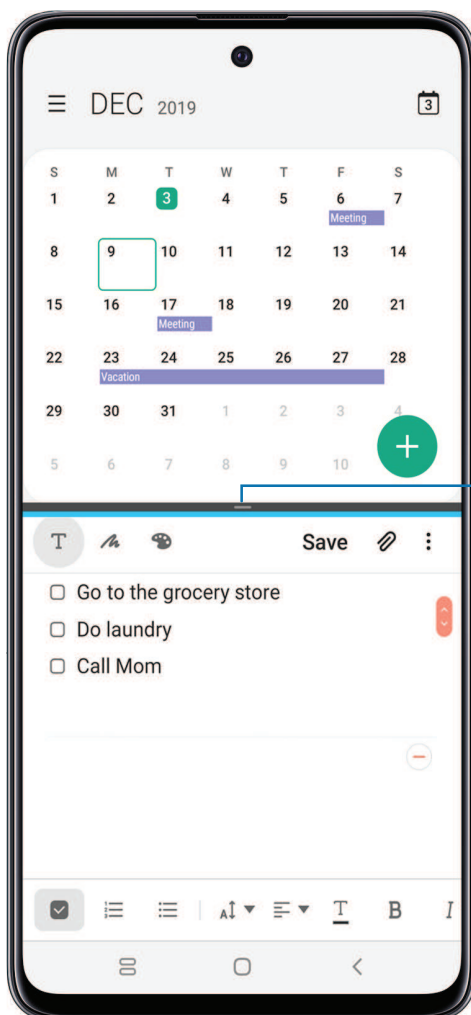 DEC 2019 3
S M T W T F S
1 2 3 4 5 6 7
Meeting
8 9 10 11 12 13 14
15 16 17 18 19 20 21
Meeting
22 23 24 25 26 27 28
Vacation
29 30 31 1 2 3 4
5 6 7 8 9 10
T Save
Go to the grocery store
Do laundry
Call Mom
A T B I